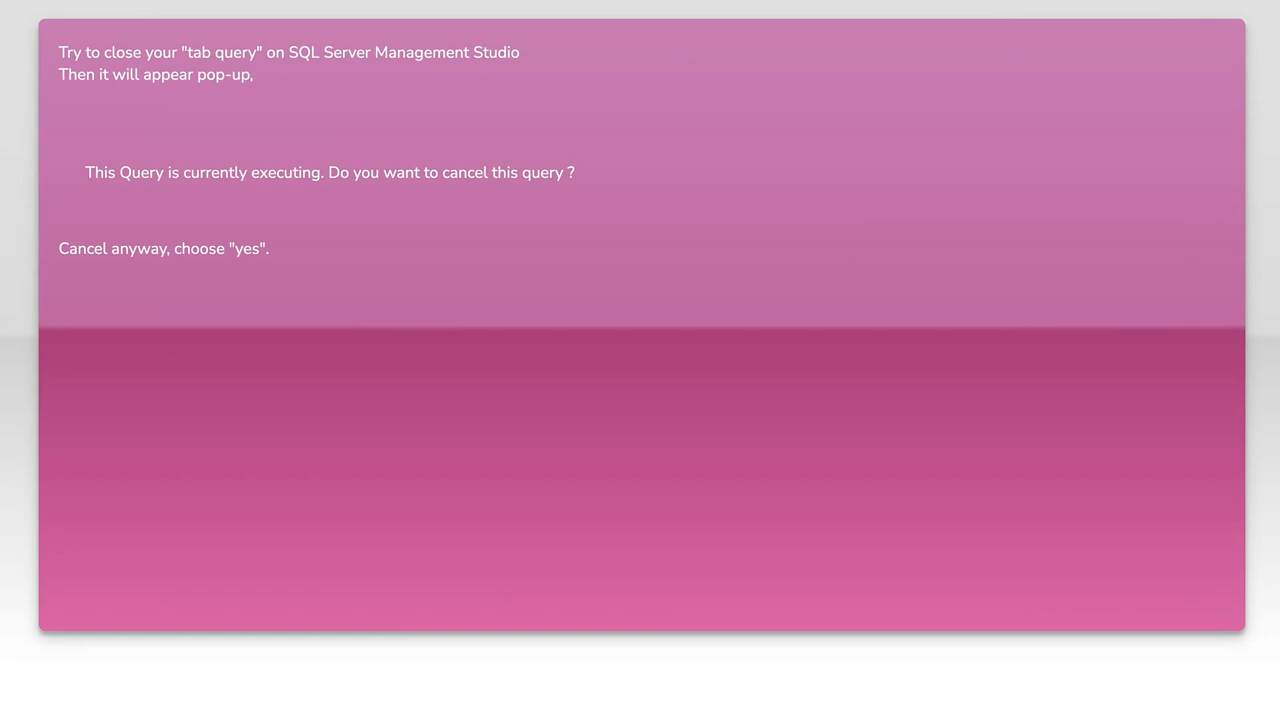 Try to close your "tab query" on SQL Server Management Studio
Then it will appear pop-up,
This Query is currently executing. Do you want to cancel this query ?
Cancel anyway, choose "yes".